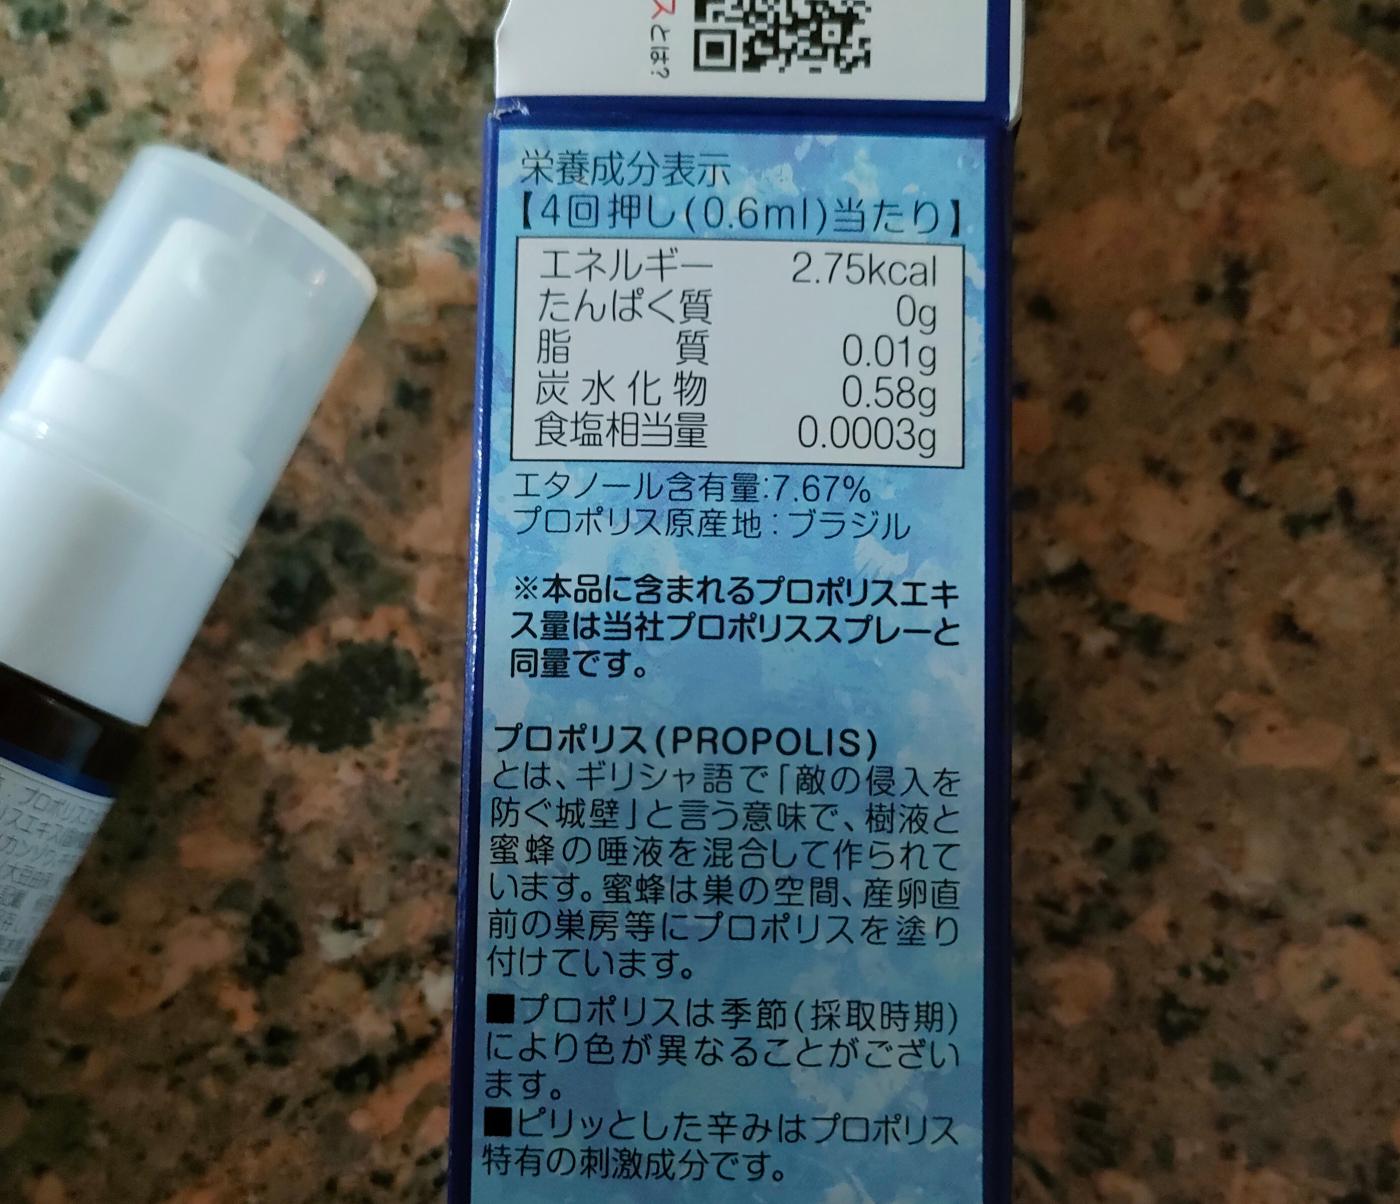 スとは?
栄養成分表示
【4回押し(0.6ml)当たり】
エネルギー 2.75kcal
たんぱく質 0g
脂質 0.01g
炭水化物 0.58g
食塩相当量 0.0003g
エタノール含有量:7.67%
プロポリス原産地:ブラジル
※本品に含まれるプロポリスエキ
ス量は当社プロポリススプレーと
同量です。
プロポリス(PROPOLIS)
とは、ギリシャ語で「敵の侵入を
防ぐ城壁」と言う意味で、樹液と
蜜蜂の唾液を混合して作られて
います。蜜蜂は巣の空間、産卵直
前の巣房等にプロポリスを塗り
付けています。
■プロポリスは季節(採取時期)
により色が異なることがござい
ます。
■ピリッとした辛みはプロポリス
特有の刺激成分です。
プロポリス